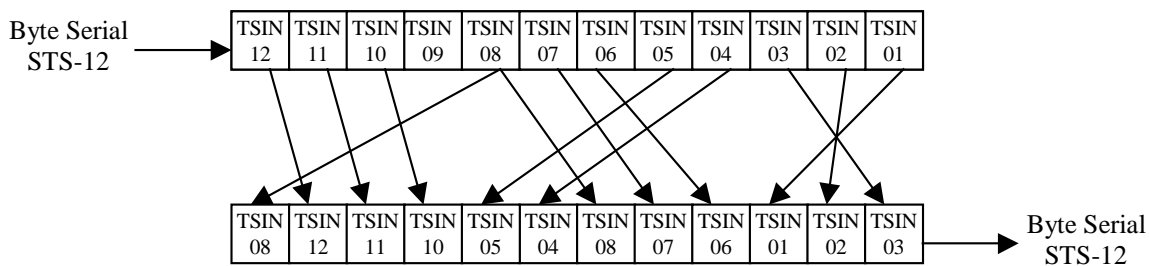 Byte Serial
STS-12
TSIN TSIN TSIN TSIN TSIN TSIN TSIN TSIN TSIN TSIN TSIN TSIN
12 11 10 09 08 07 06 05 04 03 02 01
TSIN TSIN TSIN TSIN TSIN TSIN TSIN TSIN TSIN TSIN TSIN TSIN
08 12 11 10 05 04 08 07 06 01 02 03
Byte Serial
STS-12